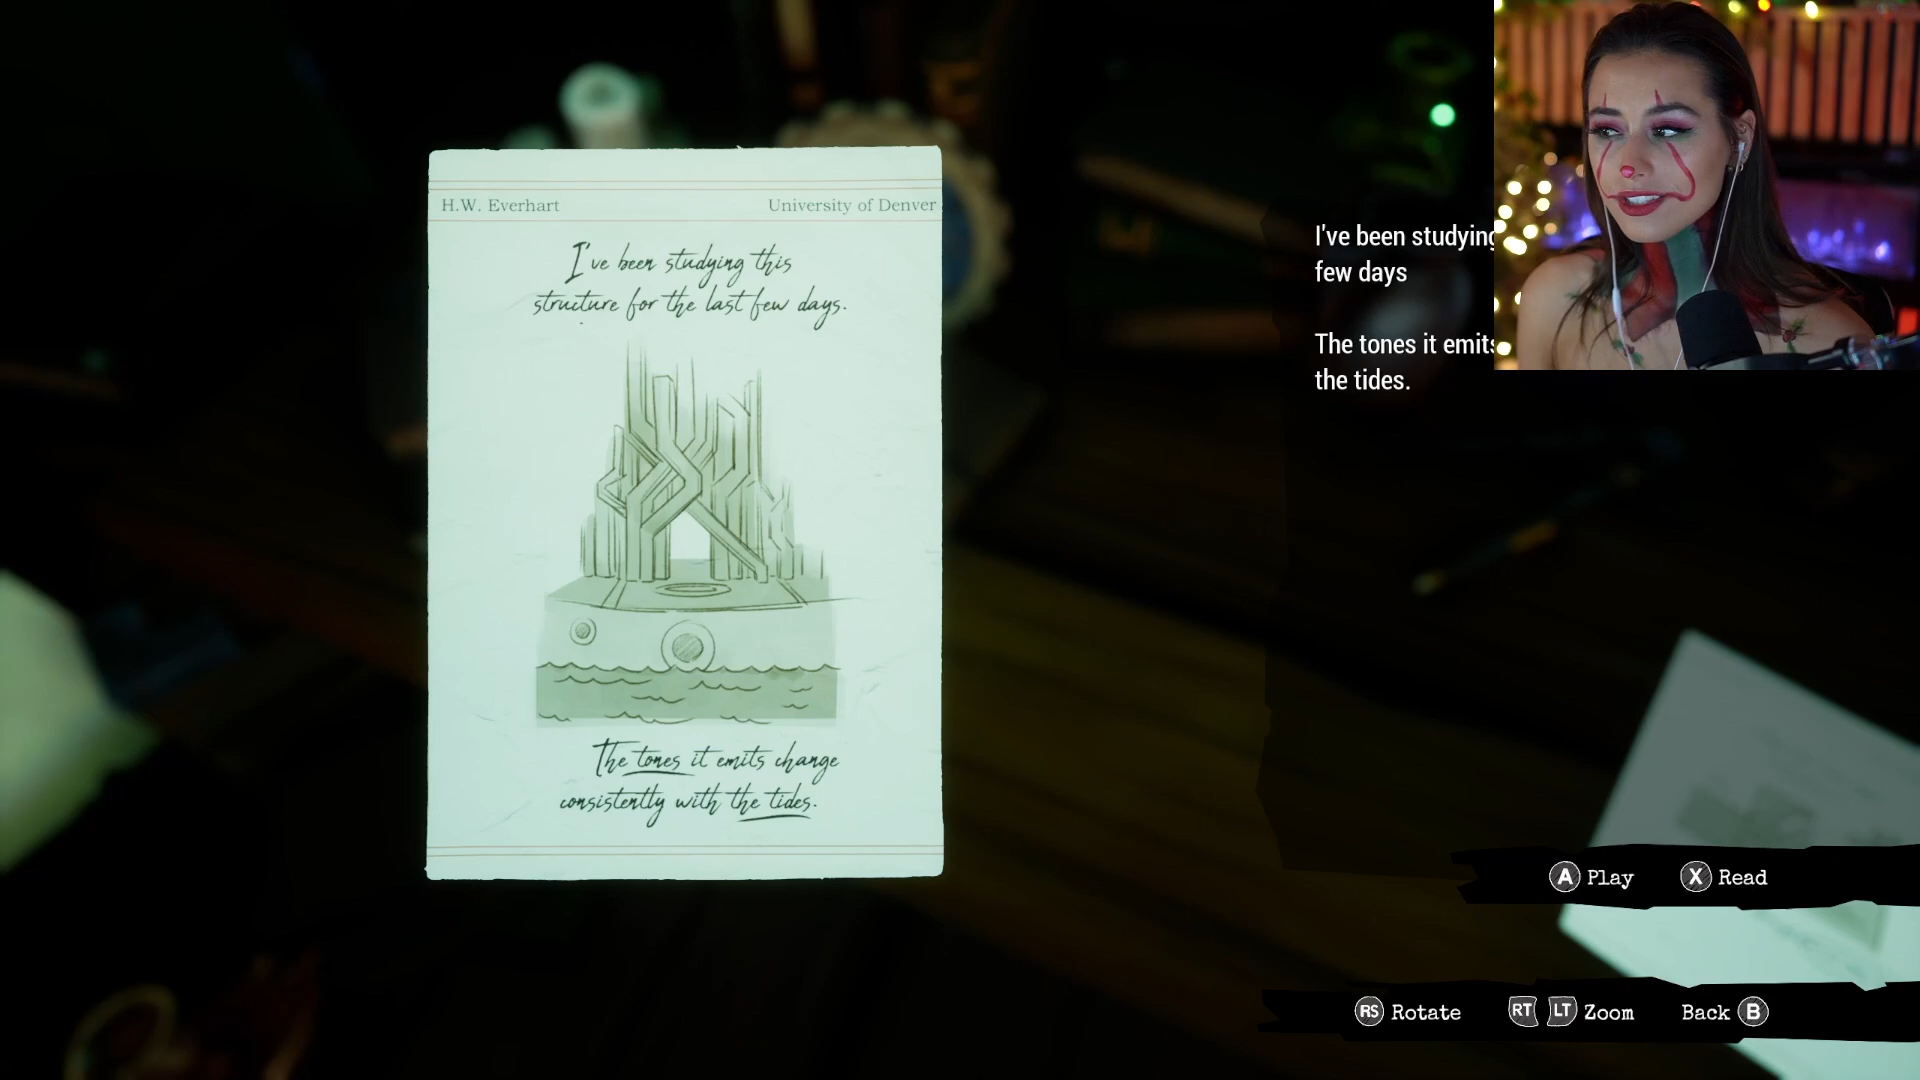 H.W. Everhart
University of Denver
I've been studying this
structure for the last few days.
The tones it emits change
consistently with the tides.
I've been studying
few days
The tones it emits
the tides.
A Play
X Read
RS Rotate
RT LT Zoom
Back B